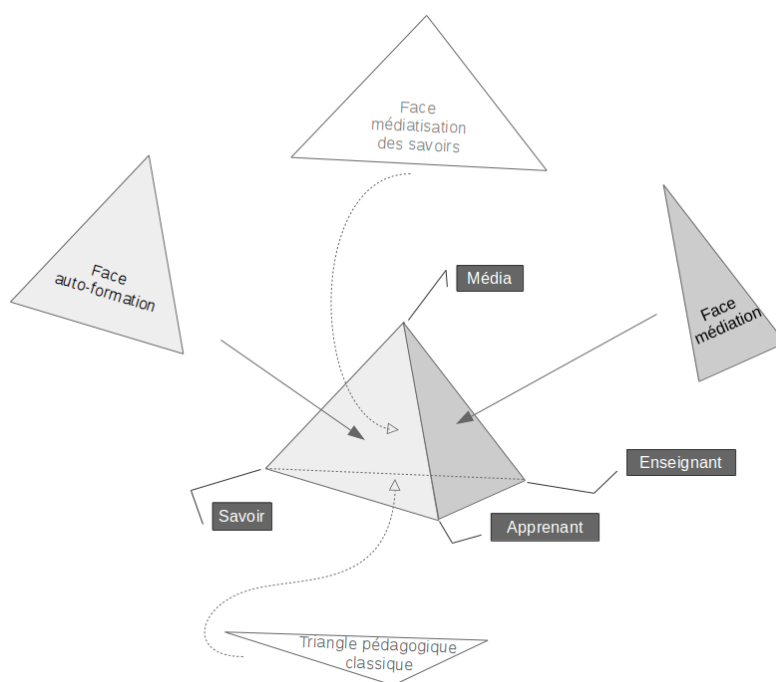 Face
médiatisation
des savoirs
Face
auto-formation
Média
Face
médiation
Enseignant
Savoir
Apprenant
Triangle pédagogique
classique